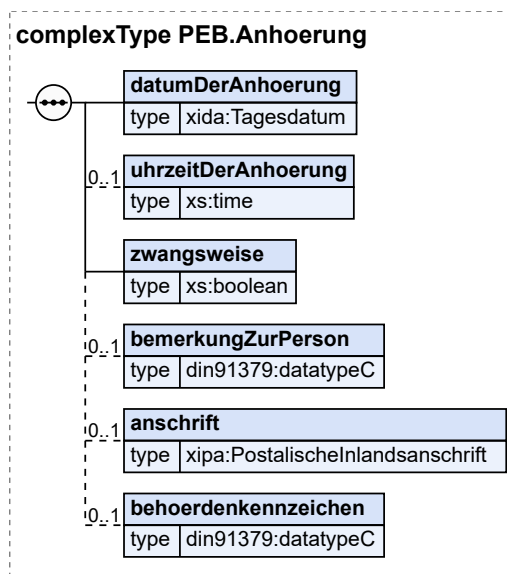 complexType PEB.Anhoerung
datumDerAnhoerung
type xida:Tagesdatum
0..1
uhrzeitDerAnhoerung
type xs:time
zwangsweise
type xs:boolean
0..1
bemerkungZurPerson
type din91379:datatypeC
0..1
anschrift
type xipa:PostalischeInlandsanschrift
0..1
behoerdenkennzeichen
type din91379:datatypeC